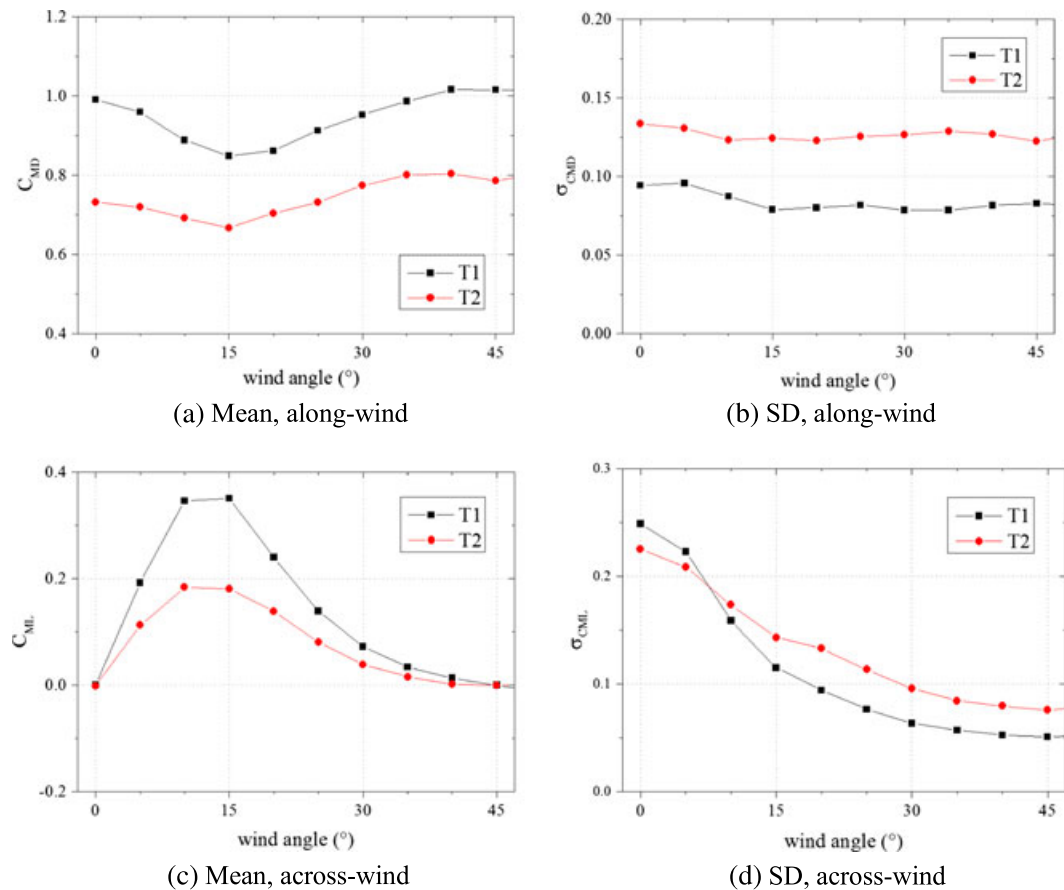 1.2
1.0
0.8
0.6
0.4
C_MD
T1
T2
0 15 30 45
wind angle (°)
(a) Mean, along-wind
0.20
0.15
0.10
0.05
0.00
σ_CMD
T1
T2
0 15 30 45
wind angle (°)
(b) SD, along-wind
0.4
0.2
0.0
-0.2
C_ML
T1
T2
0 15 30 45
wind angle (°)
(c) Mean, across-wind
0.3
0.2
0.1
0.0
σ_CML
T1
T2
0 15 30 45
wind angle (°)
(d) SD, across-wind